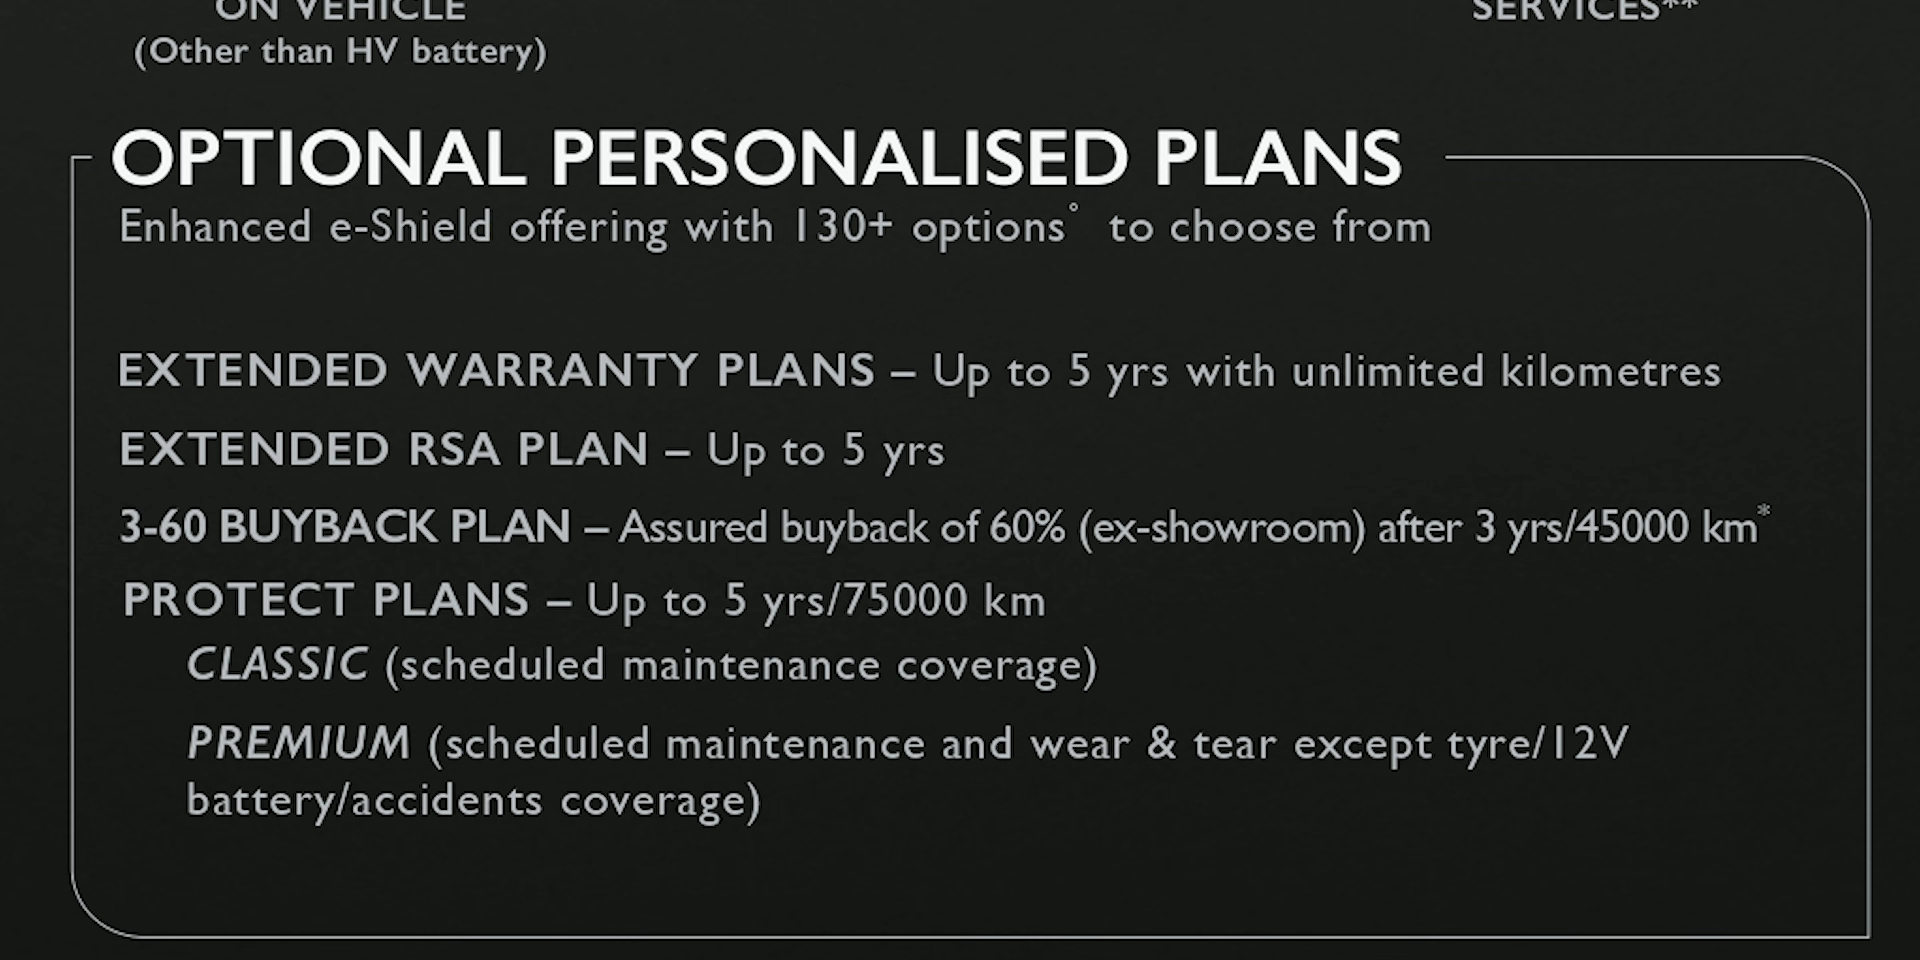 ON VEHICLE
(Other than HV battery)
SERVICES**
OPTIONAL PERSONALISED PLANS
Enhanced e-Shield offering with 130+ options° to choose from
EXTENDED WARRANTY PLANS – Up to 5 yrs with unlimited kilometres
EXTENDED RSA PLAN – Up to 5 yrs
3-60 BUYBACK PLAN – Assured buyback of 60% (ex-showroom) after 3 yrs/45000 km*
PROTECT PLANS – Up to 5 yrs/75000 km
CLASSIC (scheduled maintenance coverage)
PREMIUM (scheduled maintenance and wear & tear except tyre/12V
battery/accidents coverage)